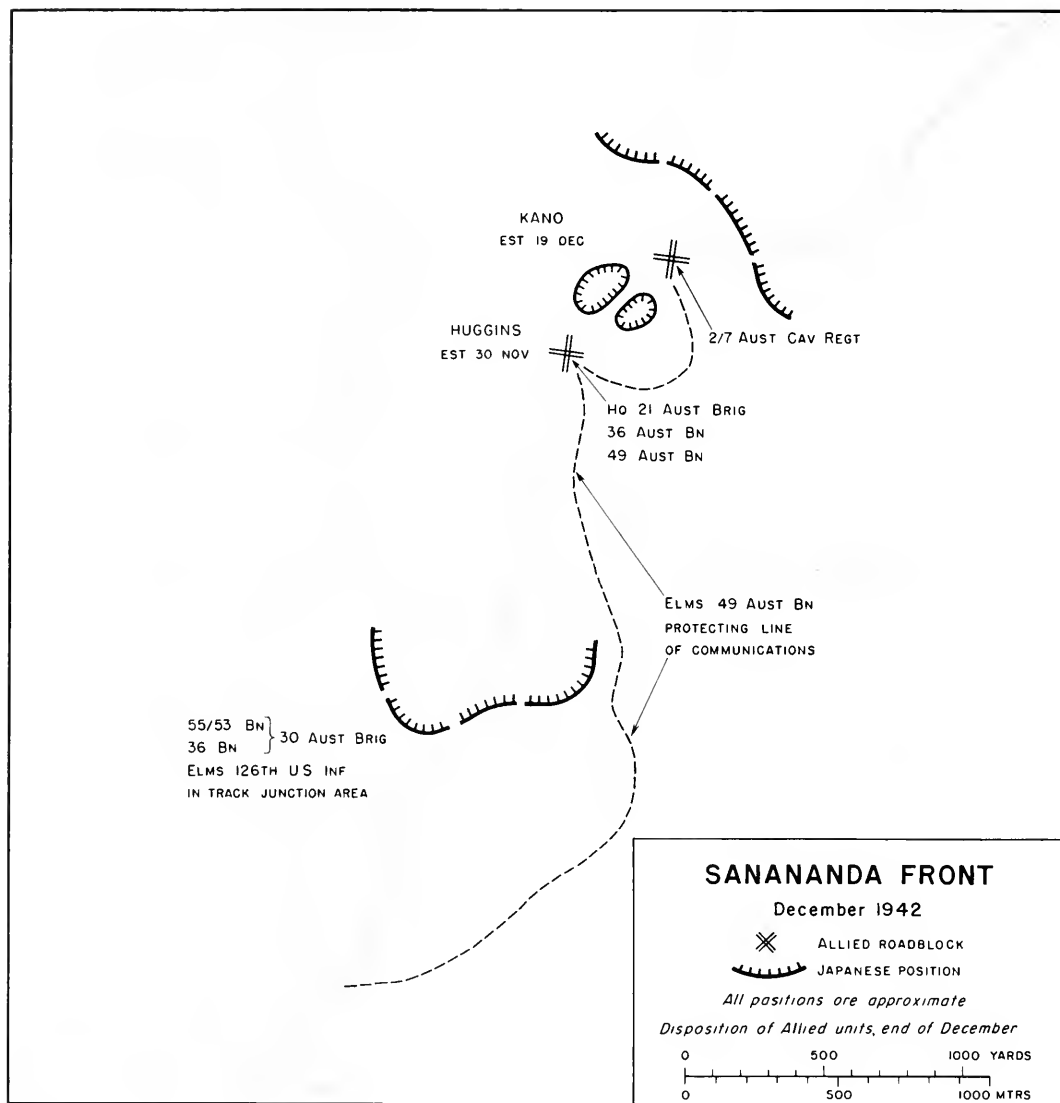 KANO
EST 19 DEC
HUGGINS
EST 30 NOV
2/7 AUST CAV REGT
HQ 21 AUST BRIG
36 AUST BN
49 AUST BN
ELMS 49 AUST BN
PROTECTING LINE
OF COMMUNICATIONS
55/53 BN
36 BN
30 AUST BRIG
ELMS 126TH US INF
IN TRACK JUNCTION AREA
SANANANDA FRONT
December 1942
ALLIED ROADBLOCK
JAPANESE POSITION
All positions are approximate
Disposition of Allied units, end of December
0 500 1000 YARDS
0 500 1000 MTRS